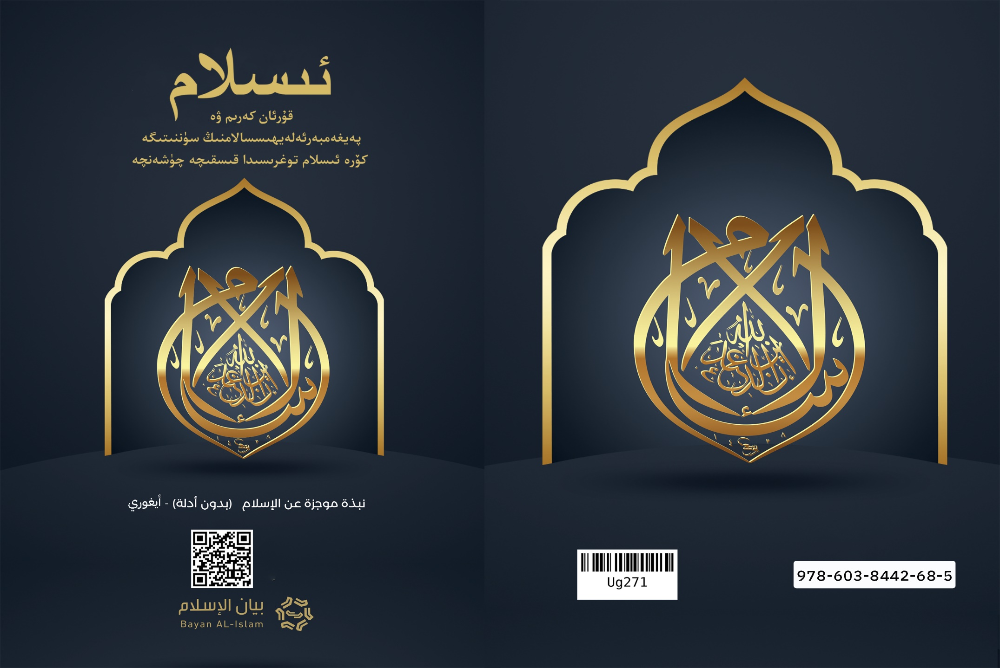 ئىسلام
قۇرئان كەرىم ۋە
پەيغەمبەرئەلەيھىسسالامنىڭ سۈننىتىگە
كۆرە ئىسلام توغرىسىدا قىسقىچە چۈشەنچە
إن الدين عند الله
الإسلام
نبذة موجزة عن الإسلام (بدون أدلة) - أيغوري
بيان الإسلام
Bayan AL-Islam
إن الدين عند الله
الإسلام
Ug271
978-603-8442-68-5